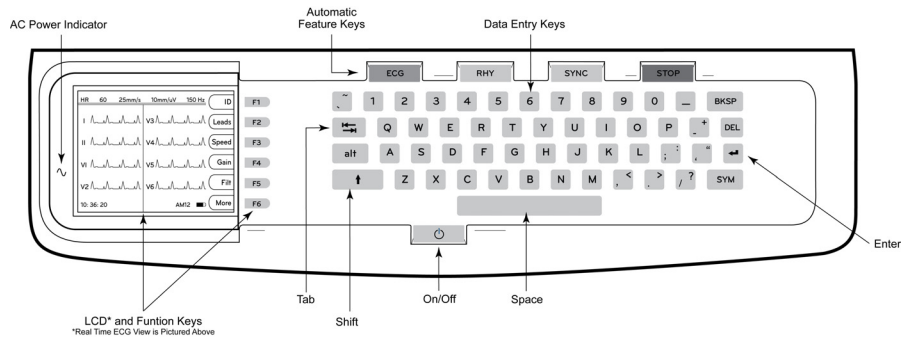 AC Power Indicator
Automatic
Feature Keys
Data Entry Keys
ECG RHY SYNC STOP
HR 60 25mm/s 10mm/uV 150 Hz ID
F1
~ ` 1 2 3 4 5 6 7 8 9 0 _ BKSP
I V3 Leads
F2
Q W E R T Y U I O P - + DEL
II V4 Speed
F3
alt A S D F G H J K L ; : , “
VI V5 Gain
F4
Z X C V B N M , < . > / ? SYM
V2 V6 Filt
F5
10: 36: 20 AM12 More
F6
Enter
Tab
Shift
On/Off
Space
LCD* and Funtion Keys
*Real Time ECG View is Pictured Above